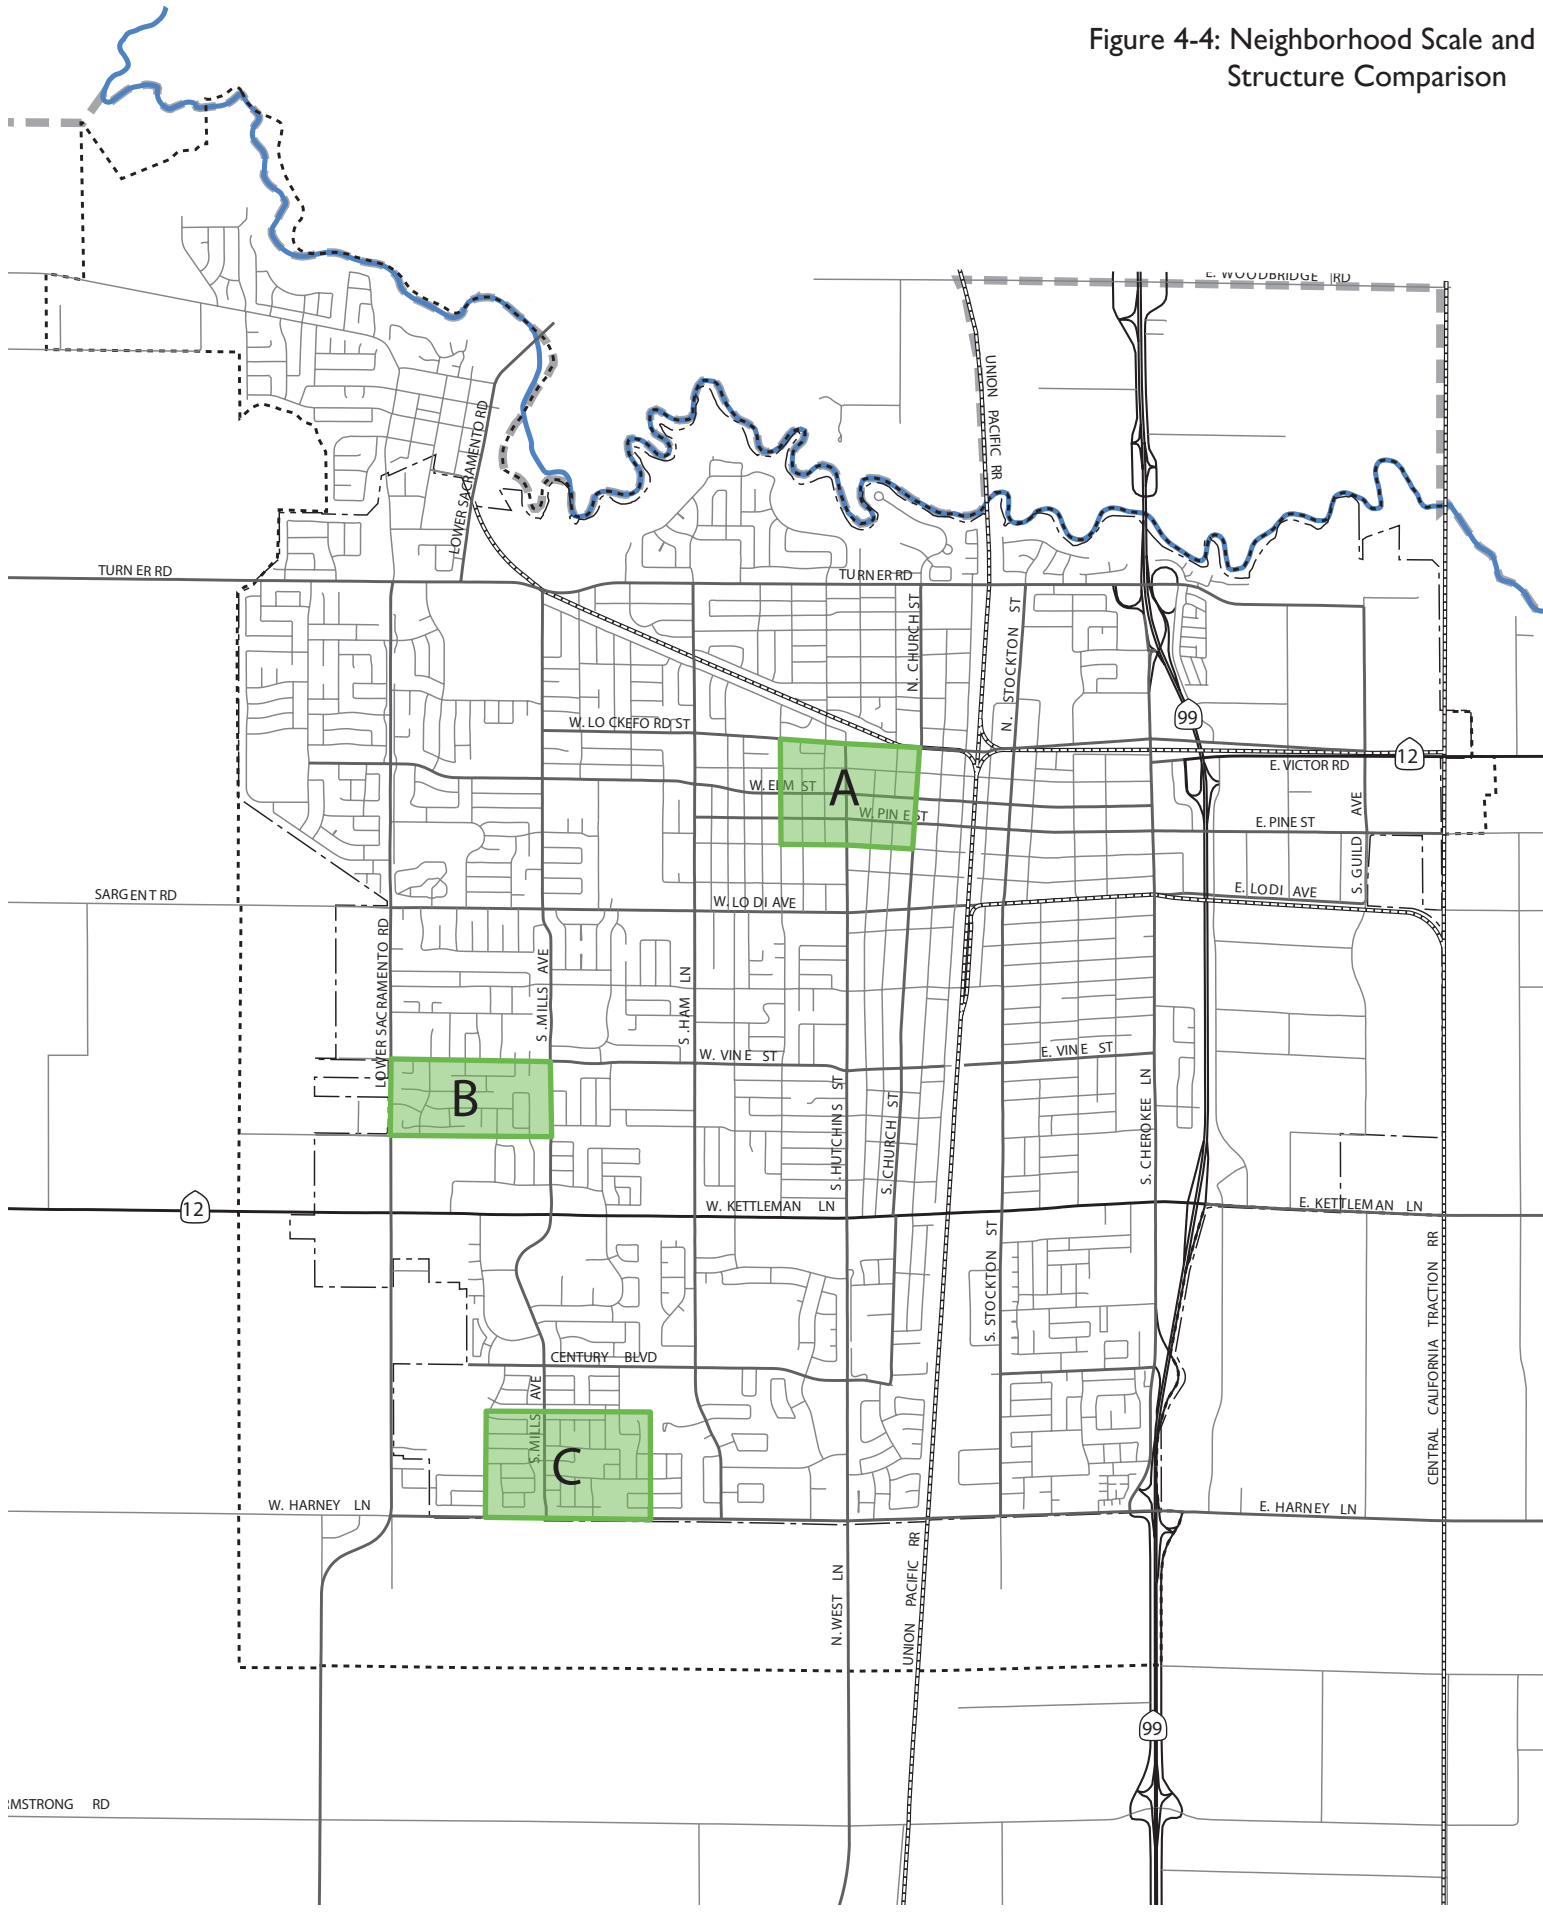 Figure 4-4: Neighborhood Scale and
Structure Comparison
E. WOODBRIDGE RD
UNION PACIFIC RR
LOWER SACRAMENTO RD
TURNER RD
TURNER RD
N. CHURCH ST
N. STOCKTON ST
99
W. LOCKEFORD ST
12
E. VICTOR RD
W. ELM ST
A
W. PINE ST
E. PINE ST
S. GUILD AVE
SARGENT RD
W. LODI AVE
E. LODI AVE
LOWER SACRAMENTO RD
S. MILLS AVE
S. HAM LN
W. VINE ST
E. VINE ST
B
S. HUTCHINS ST
S. CHURCH ST
S. CHEROKEE LN
12
W. KETTLEMAN LN
E. KETTLEMAN LN
S. STOCKTON ST
CENTRAL CALIFORNIA TRACTION RR
CENTURY BLVD
S. MILLS AVE
C
W. HARNEY LN
E. HARNEY LN
N. WEST LN
UNION PACIFIC RR
99
RMSTRONG RD